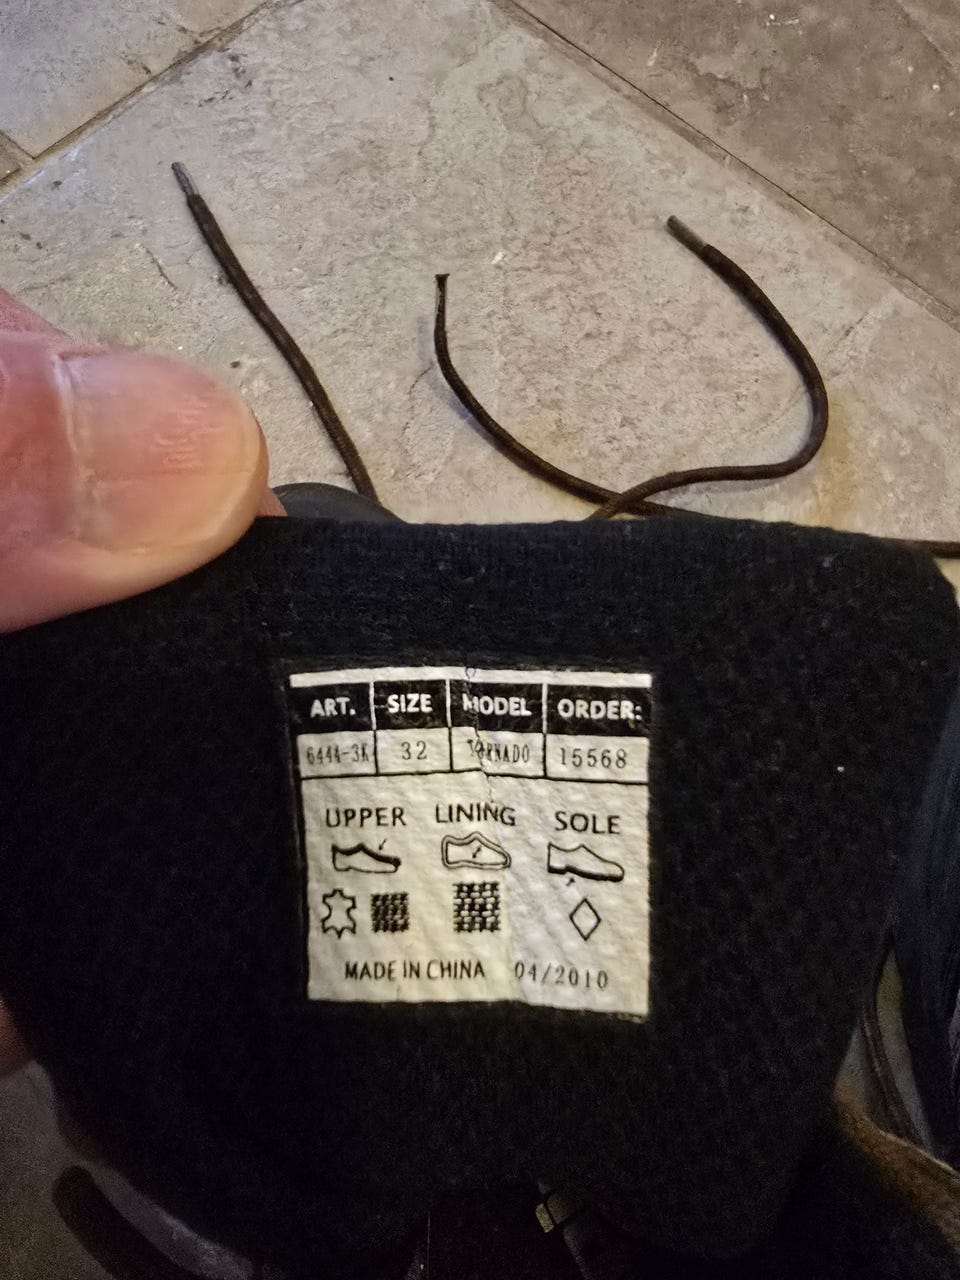 ART. SIZE MODEL ORDER:
6444-3K 32 TORNADO 15568
UPPER LINING SOLE
MADE IN CHINA 04/2010